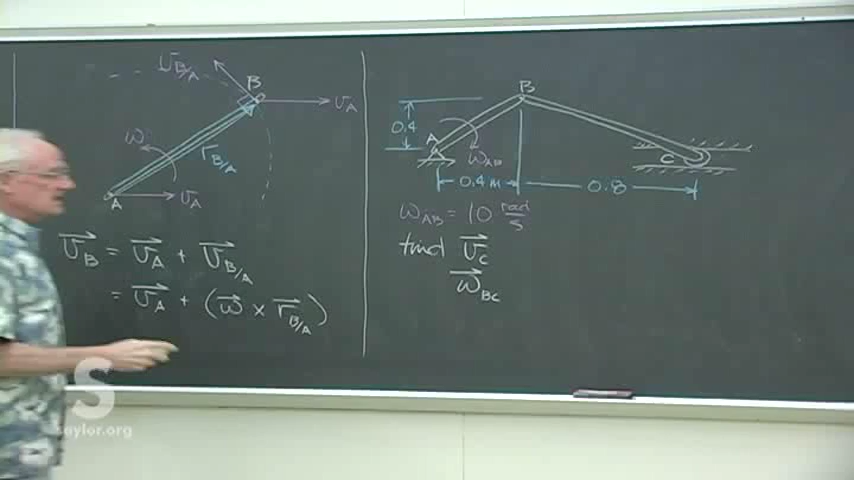 v_B/A
B
v_A
ω
r_B/A
A
v_A
v_B = v_A + v_B/A
= v_A + (ω × r_B/A)
B
0.4
A
ω_AB
C
0.4 m
0.8
ω_AB = 10 rad/s
find v_C
ω_BC
S
saylor.org